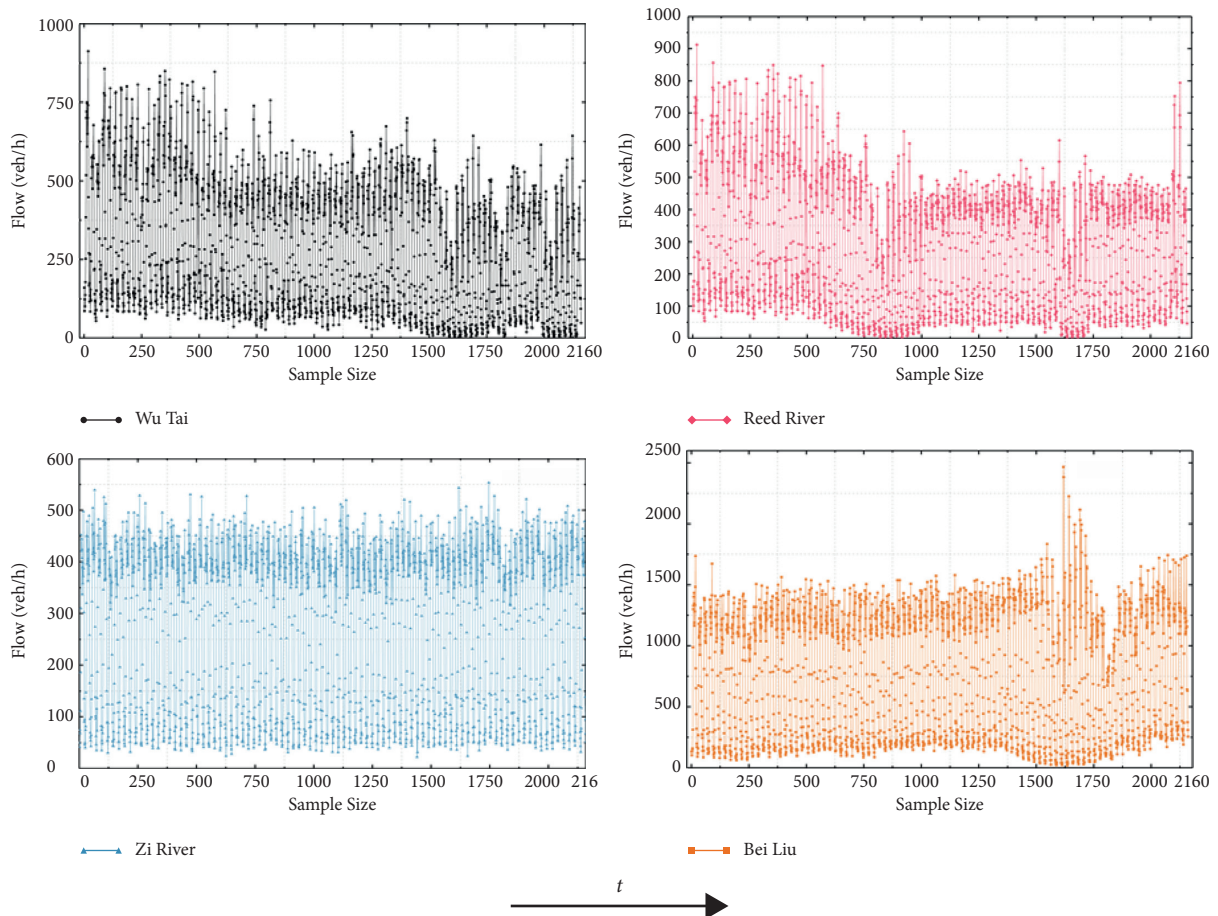 1000
750
500
250
0
Flow (veh/h)
0 250 500 750 1000 1250 1500 1750 2000 2160
Sample Size
Wu Tai
1000
900
800
700
600
500
400
300
200
100
0
Flow (veh/h)
0 250 500 750 1000 1250 1500 1750 2000 2160
Sample Size
Reed River
600
500
400
300
200
100
0
Flow (veh/h)
0 250 500 750 1000 1250 1500 1750 2000 216
Sample Size
Zi River
2500
2000
1500
1000
500
0
Flow (veh/h)
0 250 500 750 1000 1250 1500 1750 2000 2160
Sample Size
Bei Liu
t